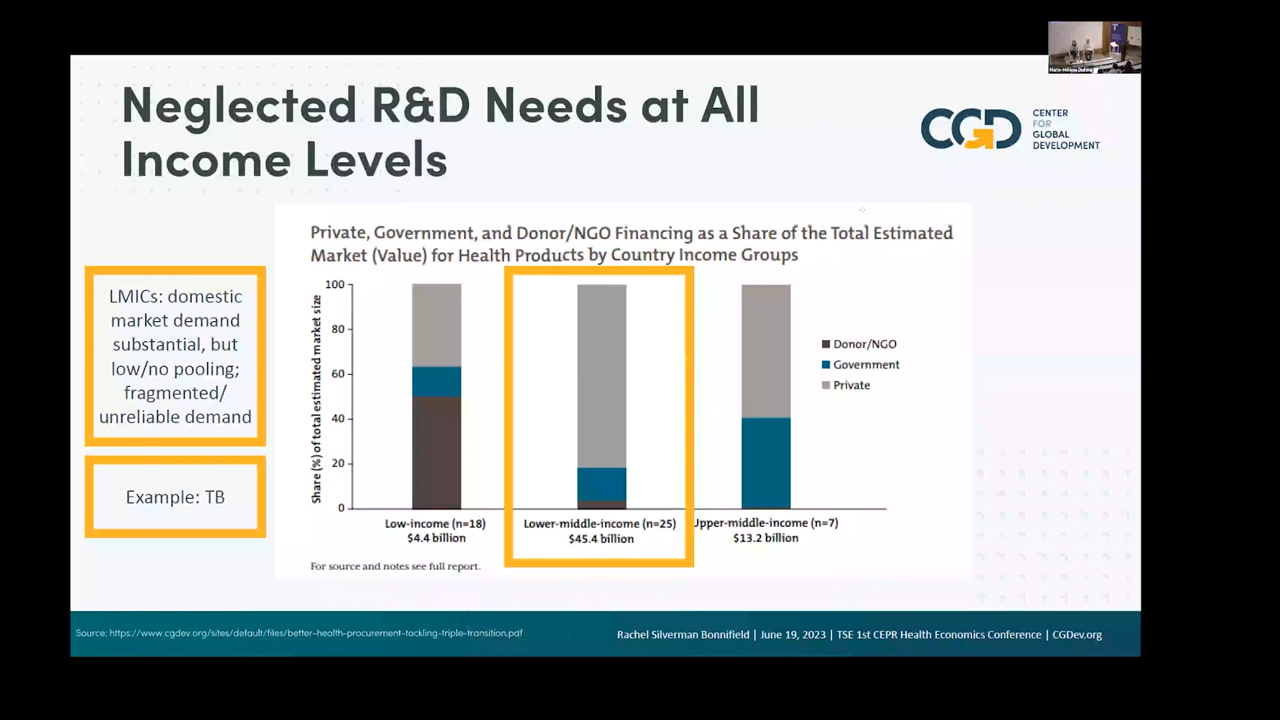 Neglected R&D Needs at All
Income Levels
CGD
CENTER
FOR
GLOBAL
DEVELOPMENT
Private, Government, and Donor/NGO Financing as a Share of the Total Estimated
Market (Value) for Health Products by Country Income Groups
LMICs: domestic
market demand
substantial, but
low/no pooling;
fragmented/
unreliable demand
Example: TB
Share (%) of total estimated market size
100
80
60
40
20
0
Donor/NGO
Government
Private
Low-income (n=18)
$4.4 billion
Lower-middle-income (n=25)
$45.4 billion
Upper-middle-income (n=7)
$13.2 billion
For source and notes see full report.
Source: https://www.cgdev.org/sites/default/files/better-health-procurement-tackling-triple-transition.pdf
Rachel Silverman Bonnifield | June 19, 2023 | TSE 1st CEPR Health Economics Conference | CGDev.org